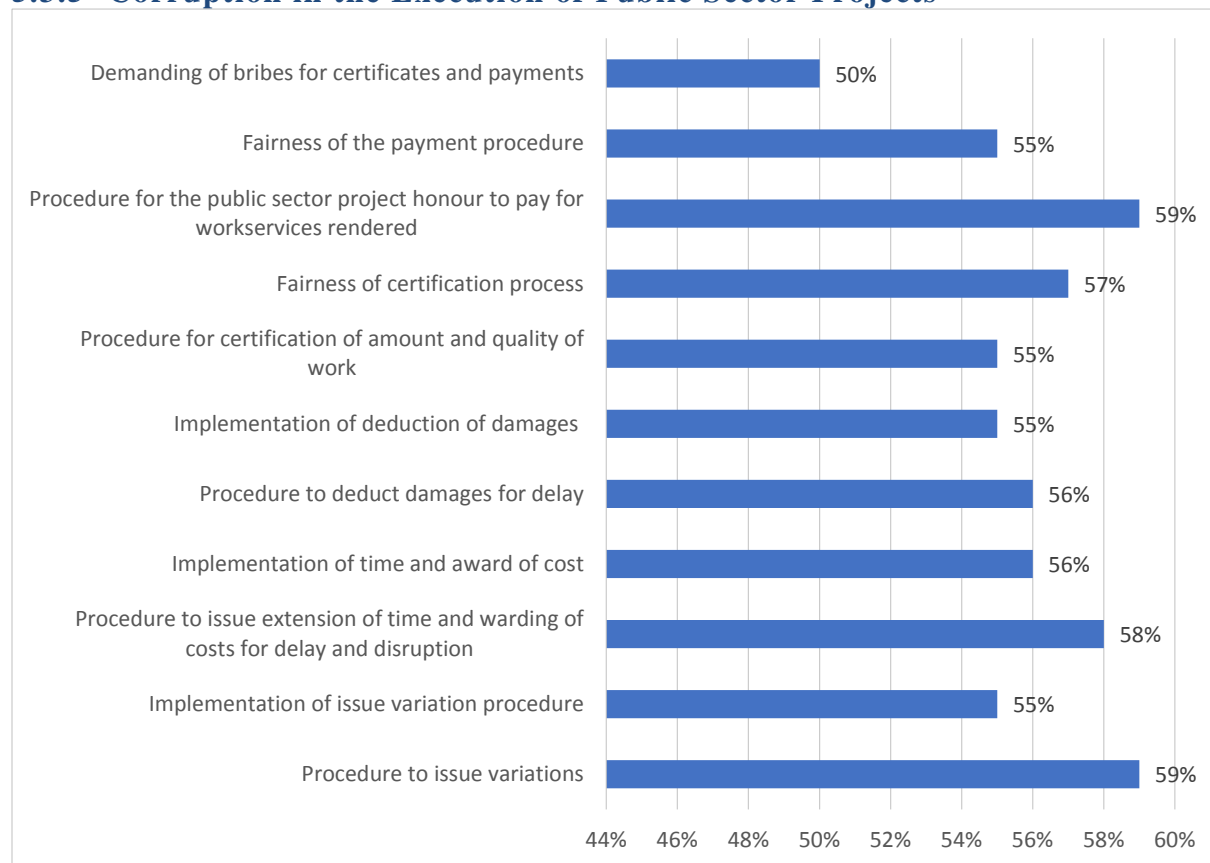 Demanding of bribes for certificates and payments
50%
Fairness of the payment procedure
55%
Procedure for the public sector project honour to pay for
workservices rendered
59%
Fairness of certification process
57%
Procedure for certification of amount and quality of
work
55%
Implementation of deduction of damages
55%
Procedure to deduct damages for delay
56%
Implementation of time and award of cost
56%
Procedure to issue extension of time and warding of
costs for delay and disruption
58%
Implementation of issue variation procedure
55%
Procedure to issue variations
59%
44% 46% 48% 50% 52% 54% 56% 58% 60%